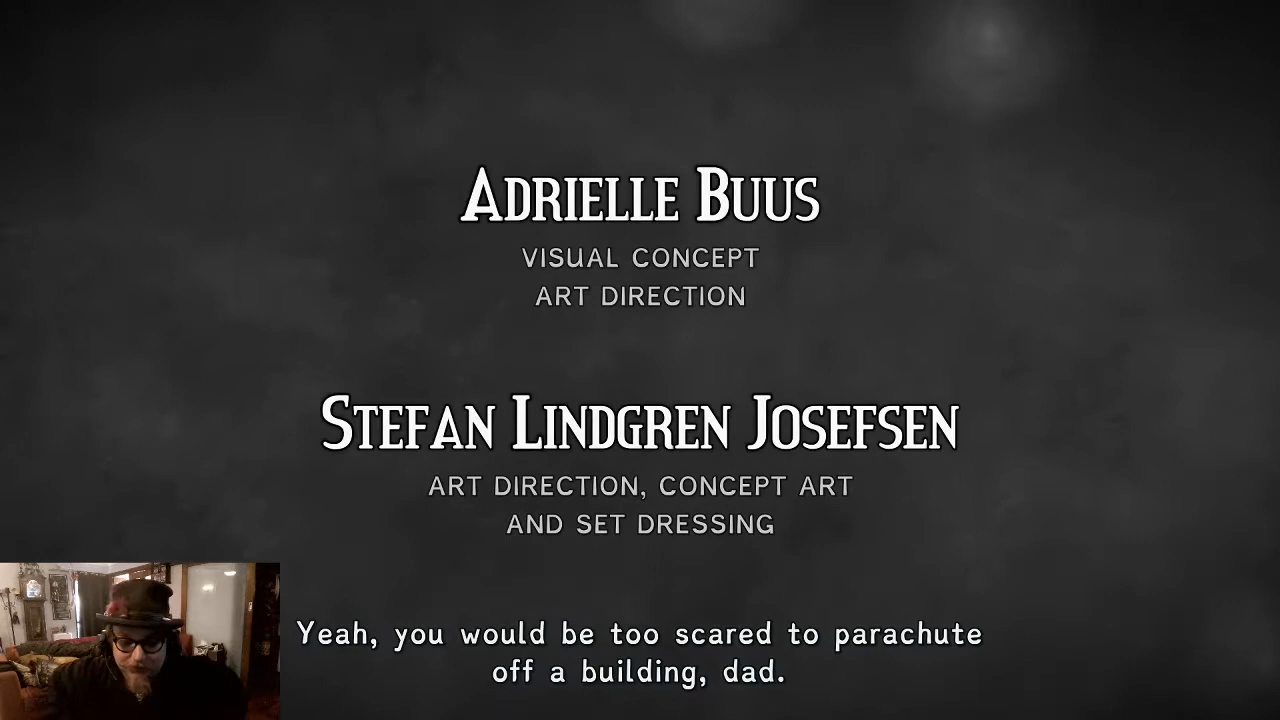 ADRIELLE BUUS
VISUAL CONCEPT
ART DIRECTION
STEFAN LINDGREN JOSEFSEN
ART DIRECTION, CONCEPT ART
AND SET DRESSING
Yeah, you would be too scared to parachute
off a building, dad.